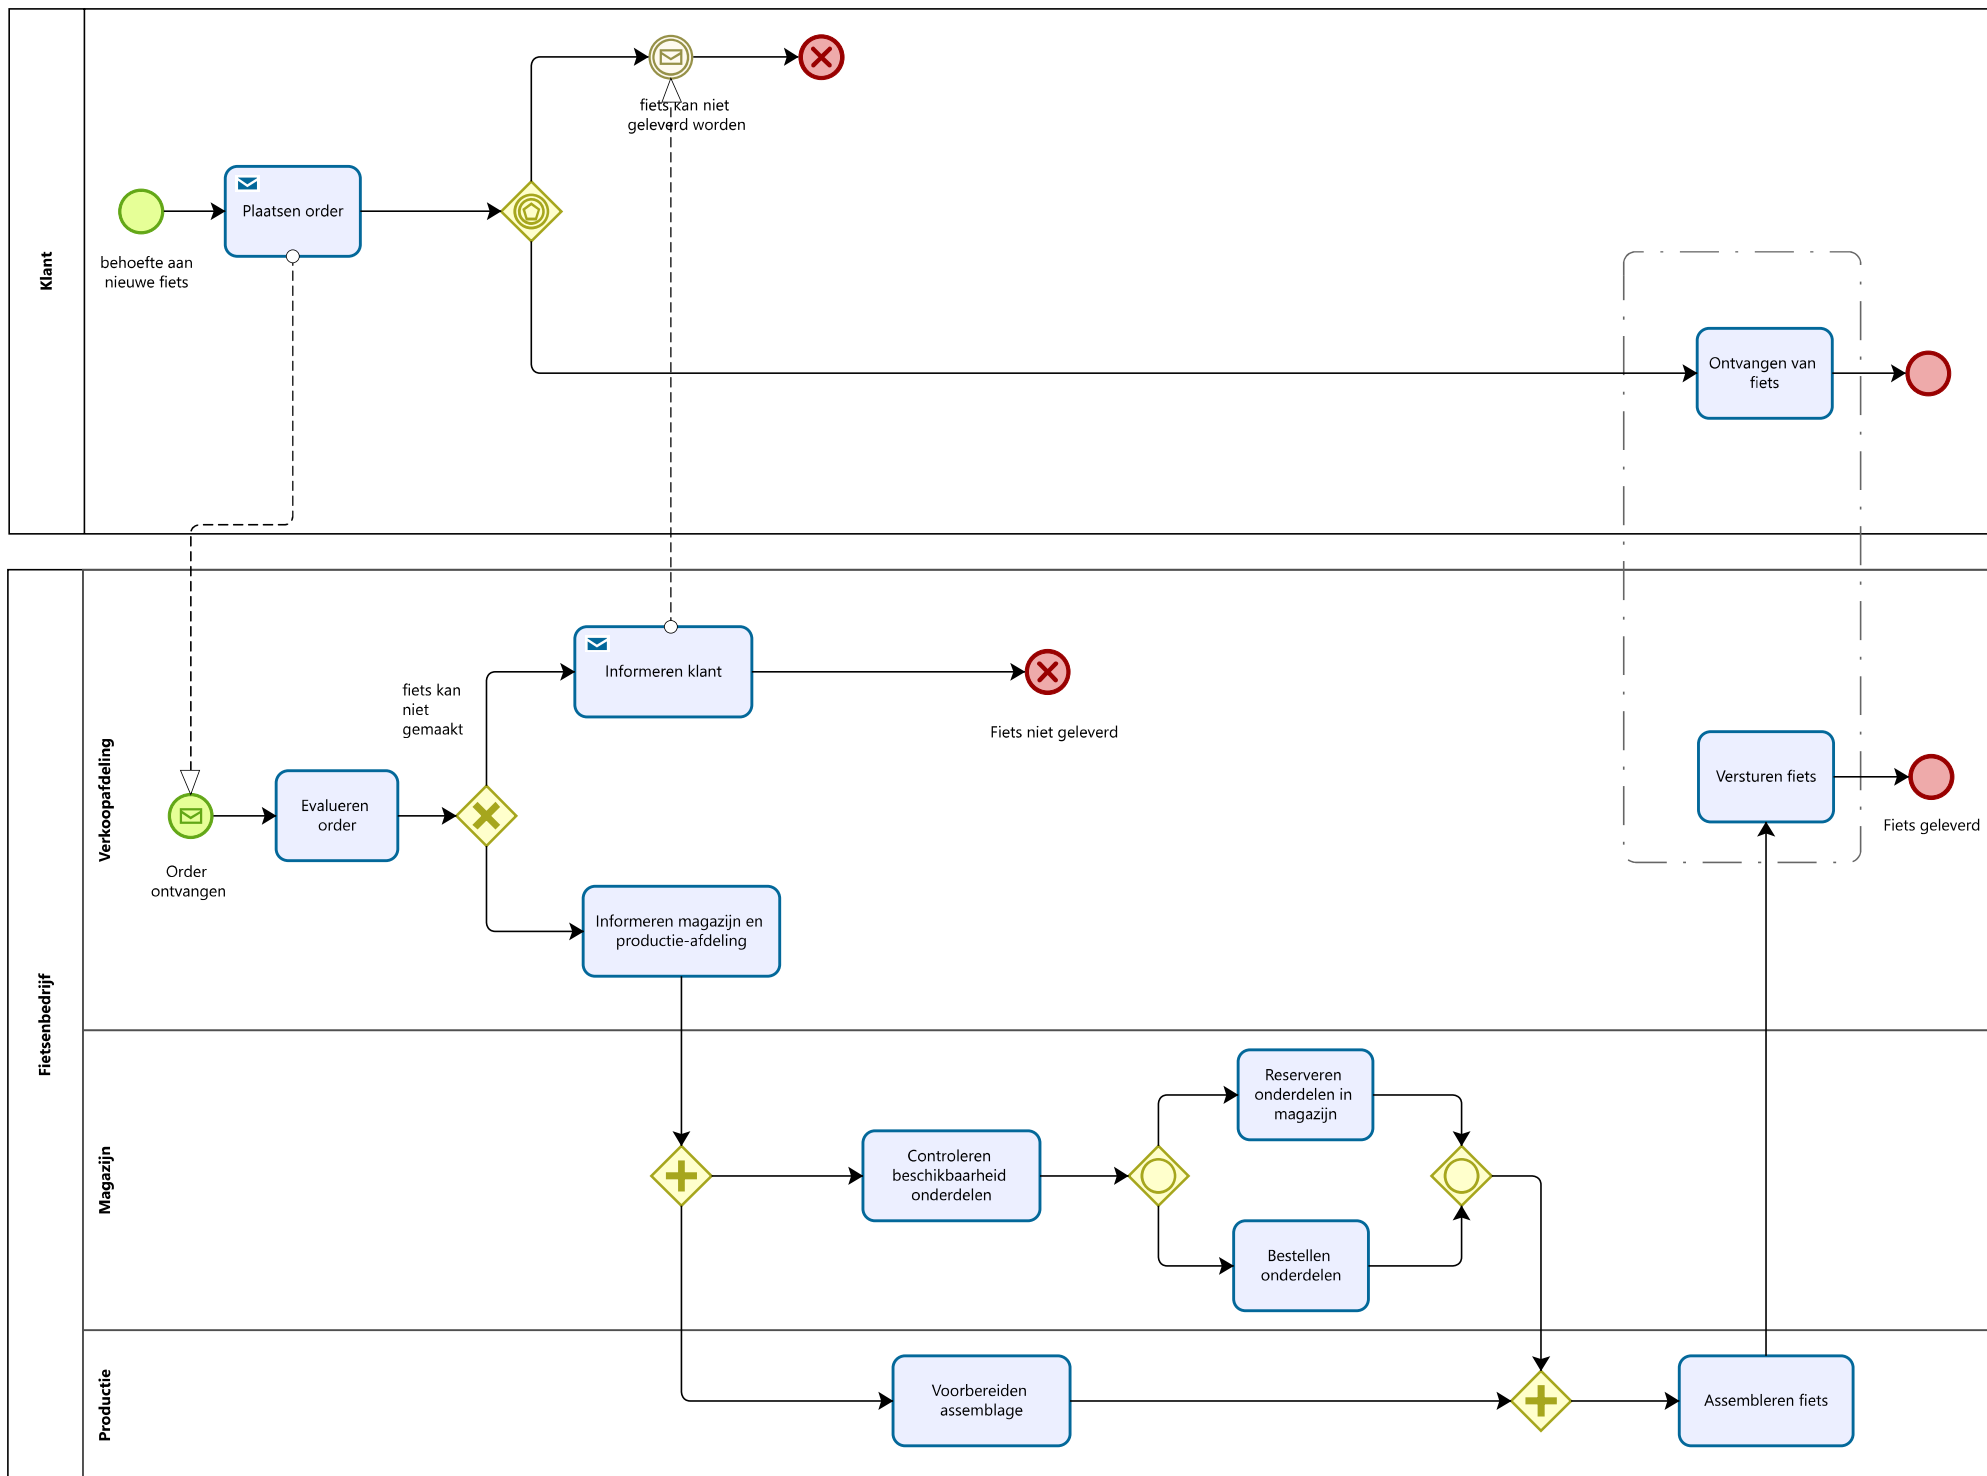 Klant
fiets kan niet
geleverd worden
Plaatsen order
behoefte aan
nieuwe fiets
Ontvangen van
fiets
Fietsenbedrijf
Verkoopafdeling
Informeren klant
fiets kan
niet
gemaakt
Fiets niet geleverd
Order
ontvangen
Evalueren
order
Versturen fiets
Fiets geleverd
Informeren magazijn en
productie-afdeling
Magazijn
Reserveren
onderdelen in
magazijn
Controleren
beschikbaarheid
onderdelen
Bestellen
onderdelen
Productie
Voorbereiden
assemblage
Assembleren fiets